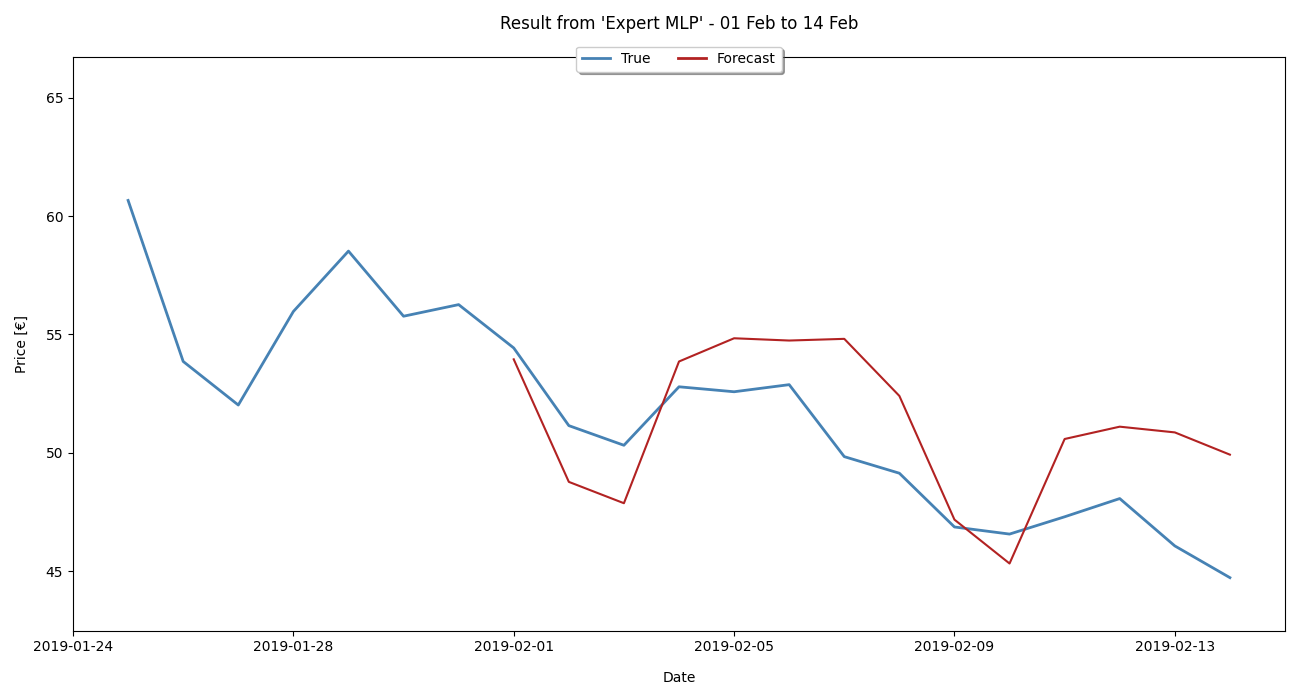 Result from 'Expert MLP' - 01 Feb to 14 Feb
True Forecast
65
60
55
50
45
Price [€]
2019-01-24 2019-01-28 2019-02-01 2019-02-05 2019-02-09 2019-02-13
Date